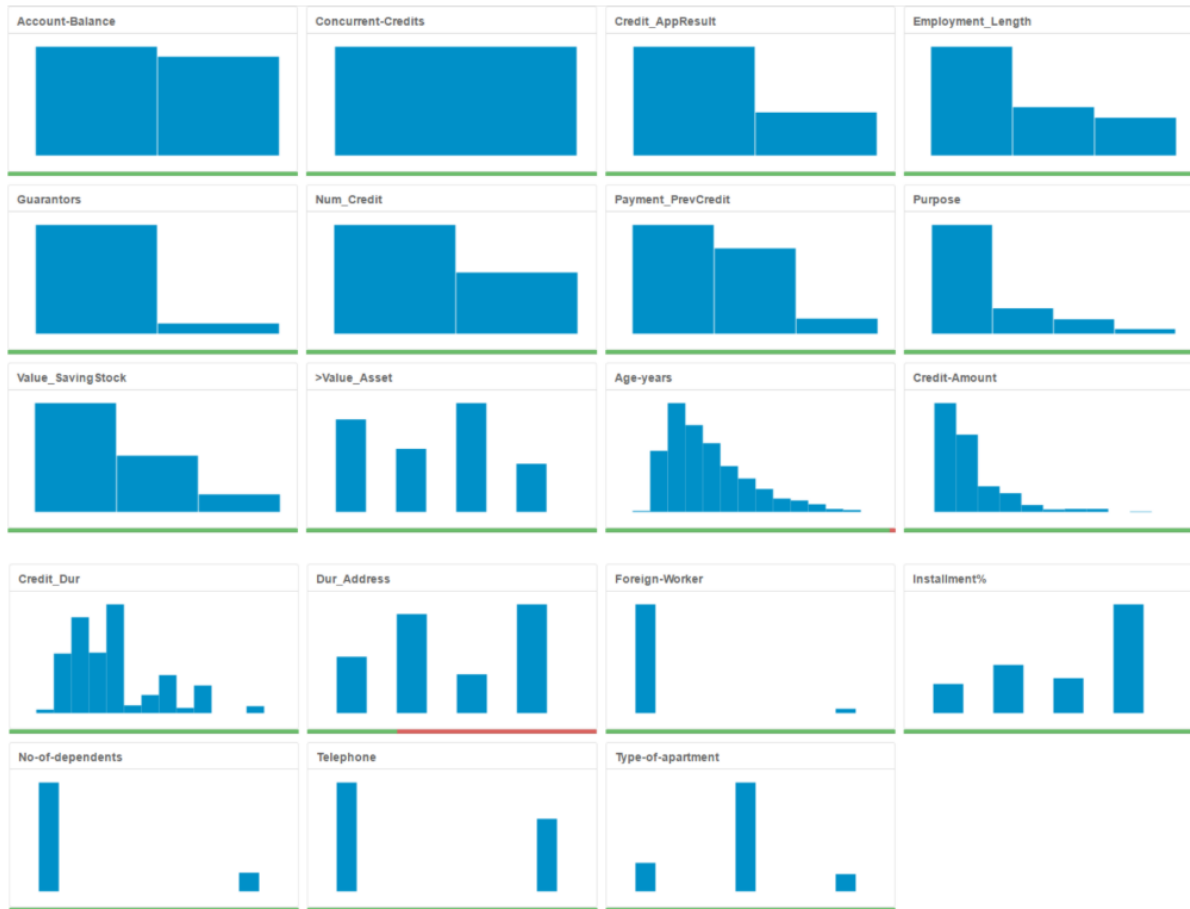 Account-Balance
Concurrent-Credits
Credit_AppResult
Employment_Length
Guarantors
Num_Credit
Payment_PrevCredit
Purpose
Value_SavingStock
>Value_Asset
Age-years
Credit-Amount
Credit_Dur
Dur_Address
Foreign-Worker
Installment%
No-of-dependents
Telephone
Type-of-apartment